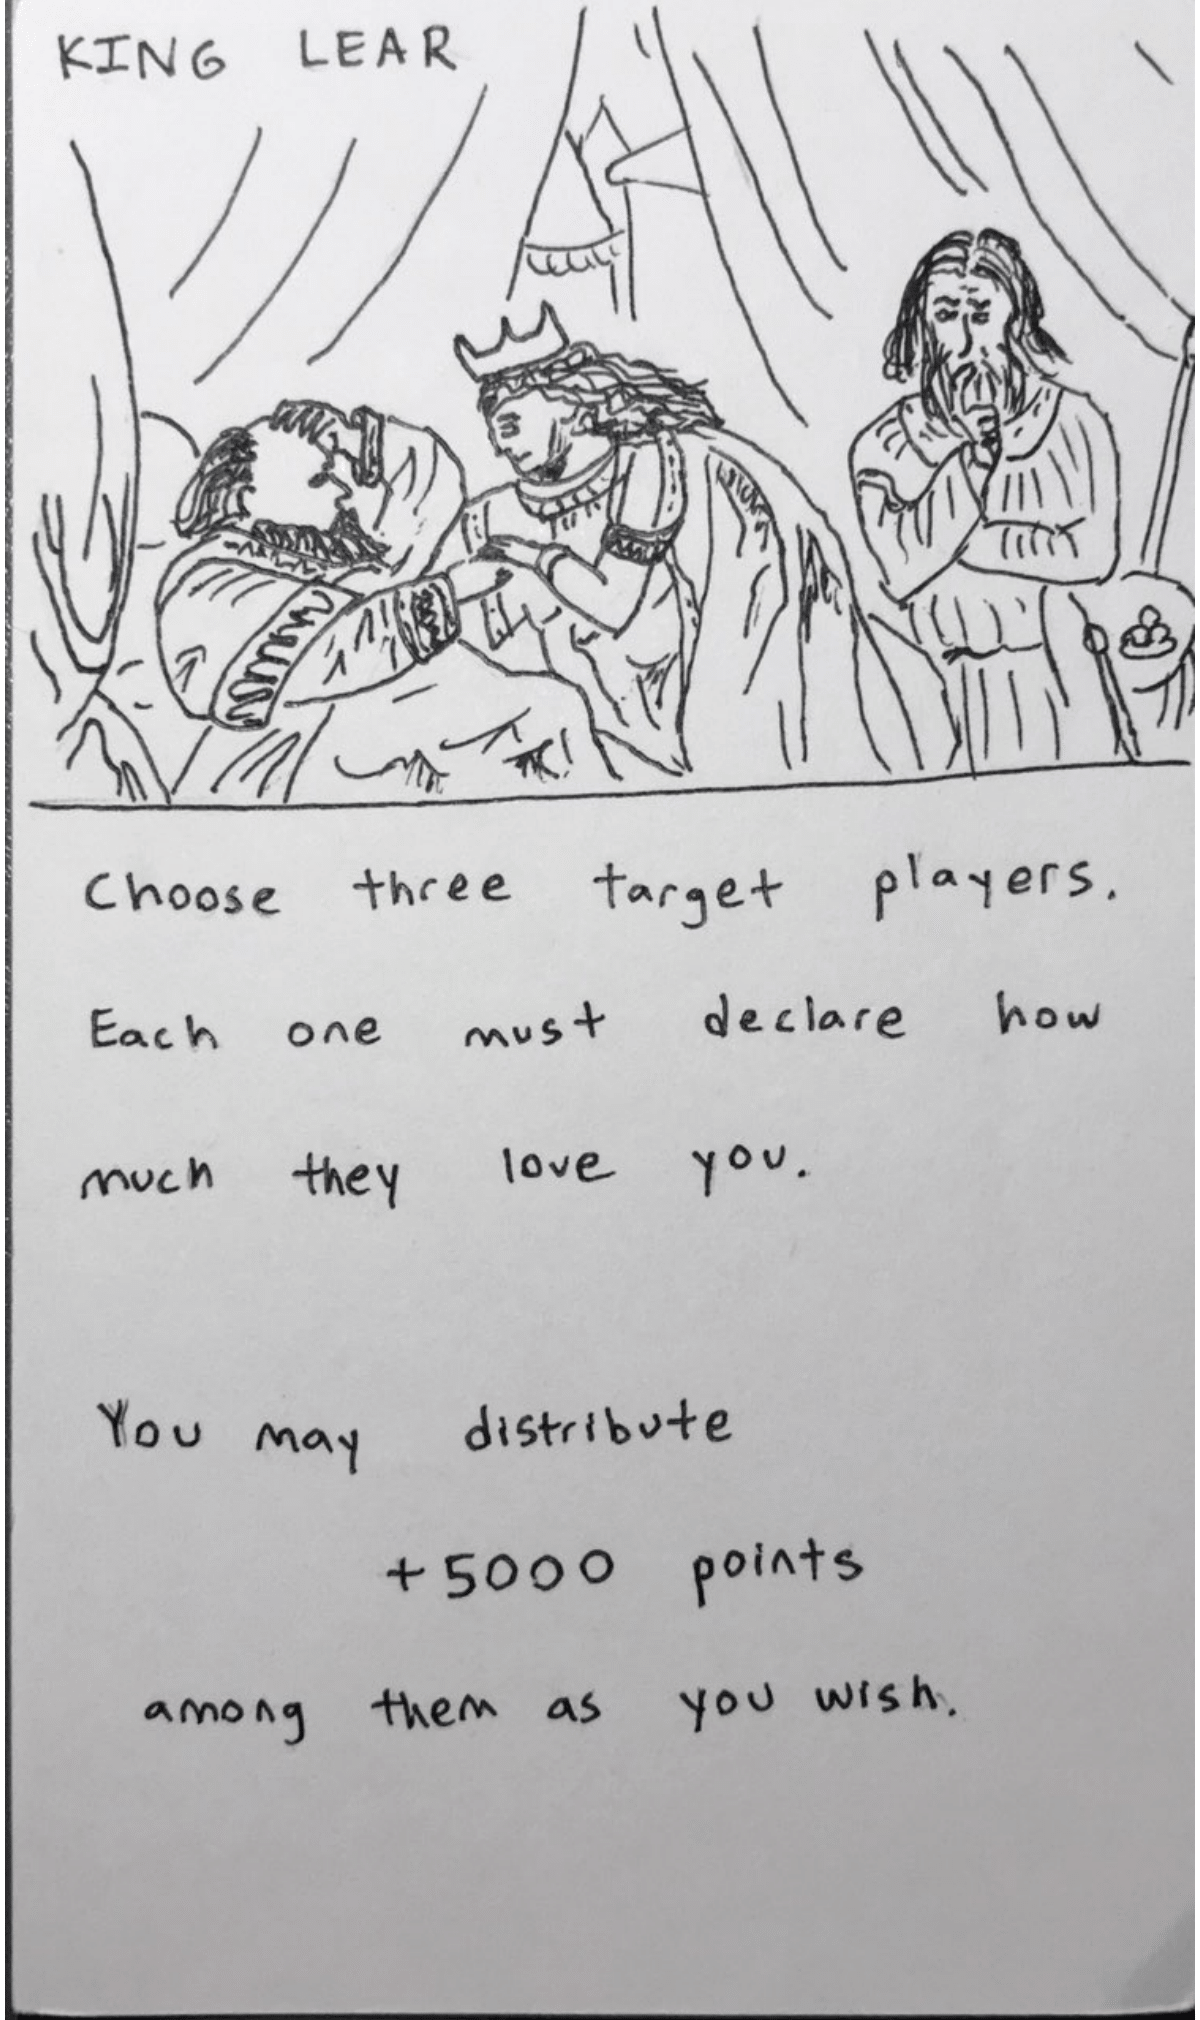 KING LEAR
Choose three target players.
Each one must declare how
much they love you.
You may distribute
+5000 points
among them as you wish.